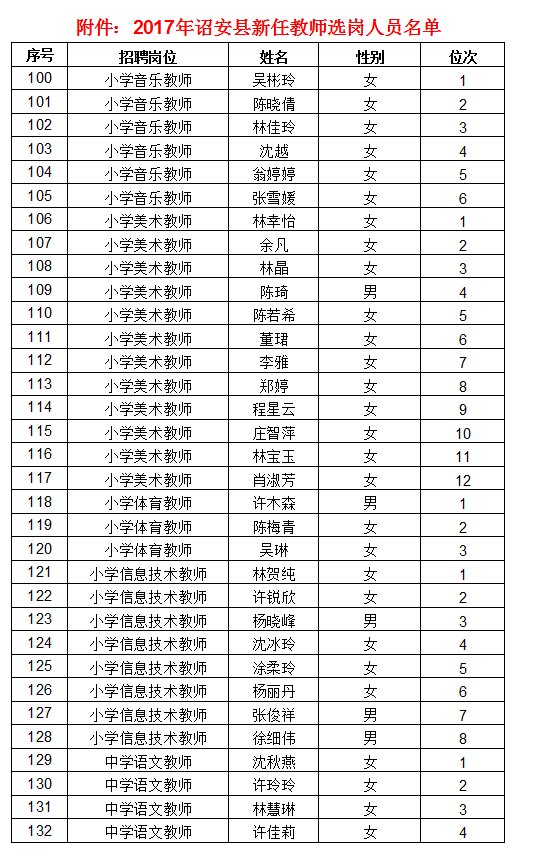 附件：2017年诏安县新任教师选岗人员名单
序号 招聘岗位 姓名 性别 位次
100 小学音乐教师 吴彬玲 女 1
101 小学音乐教师 陈晓倩 女 2
102 小学音乐教师 林佳玲 女 3
103 小学音乐教师 沈越 女 4
104 小学音乐教师 翁婷婷 女 5
105 小学音乐教师 张雪媛 女 6
106 小学美术教师 林幸怡 女 1
107 小学美术教师 余凡 女 2
108 小学美术教师 林晶 女 3
109 小学美术教师 陈琦 男 4
110 小学美术教师 陈若希 女 5
111 小学美术教师 董珺 女 6
112 小学美术教师 李雅 女 7
113 小学美术教师 郑婷 女 8
114 小学美术教师 程星云 女 9
115 小学美术教师 庄智萍 女 10
116 小学美术教师 林宝玉 女 11
117 小学美术教师 肖淑芳 女 12
118 小学体育教师 许木森 男 1
119 小学体育教师 陈梅青 女 2
120 小学体育教师 吴琳 女 3
121 小学信息技术教师 林贺纯 女 1
122 小学信息技术教师 许锐欣 女 2
123 小学信息技术教师 杨晓峰 男 3
124 小学信息技术教师 沈冰玲 女 4
125 小学信息技术教师 涂柔玲 女 5
126 小学信息技术教师 杨丽丹 女 6
127 小学信息技术教师 张俊祥 男 7
128 小学信息技术教师 徐细伟 男 8
129 中学语文教师 沈秋燕 女 1
130 中学语文教师 许玲玲 女 2
131 中学语文教师 林慧琳 女 3
132 中学语文教师 许佳莉 女 4